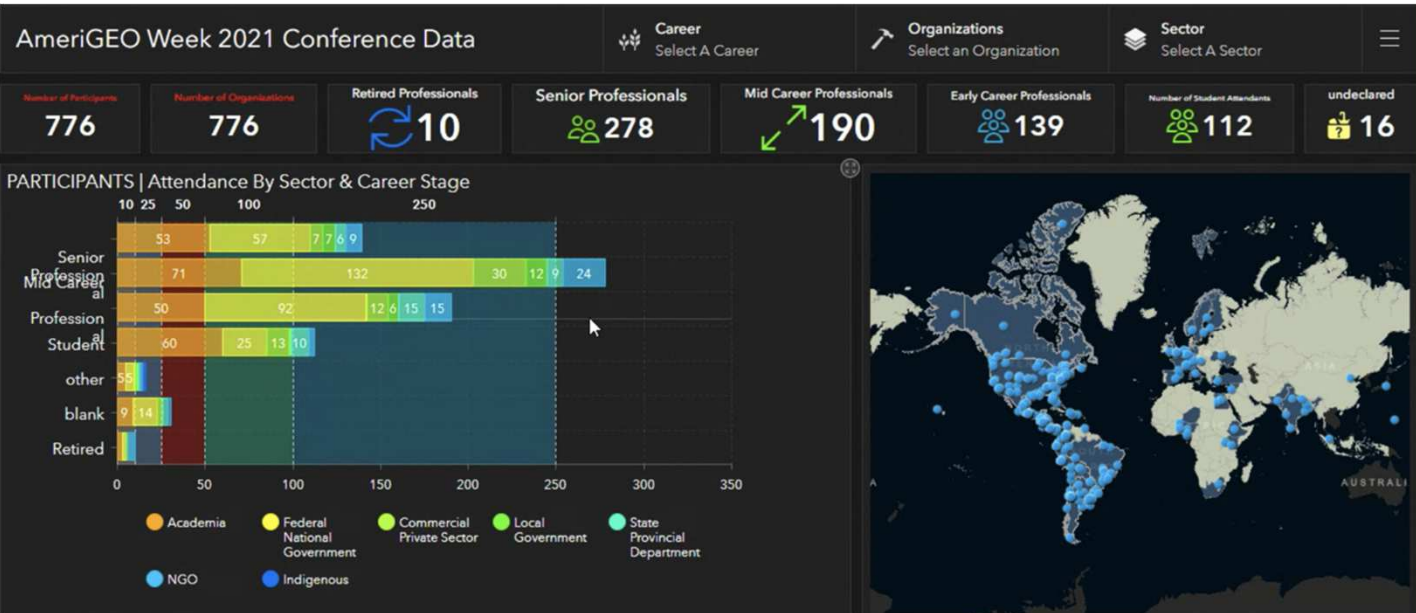 AmeriGEO Week 2021 Conference Data
Career
Select A Career
Organizations
Select an Organization
Sector
Select A Sector
Number of Participants
776
Number of Organizations
776
Retired Professionals
10
Senior Professionals
278
Mid Career Professionals
190
Early Career Professionals
139
Number of Student Attendants
112
undeclared
16
PARTICIPANTS | Attendance By Sector & Career Stage
10 25 50 100 250
53 57 7 7 6 9
Senior
Profession
al
71 132 30 12 9 24
Mid Career
Profession
al
50 92 12 6 15 15
Student
60 25 13 10
other
5 5
blank
9 14
Retired
0 50 100 150 200 250 300 350
Academia
Federal
National
Government
Commercial
Private Sector
Local
Government
State
Provincial
Department
NGO
Indigenous
ASIA
AUSTRALI
A